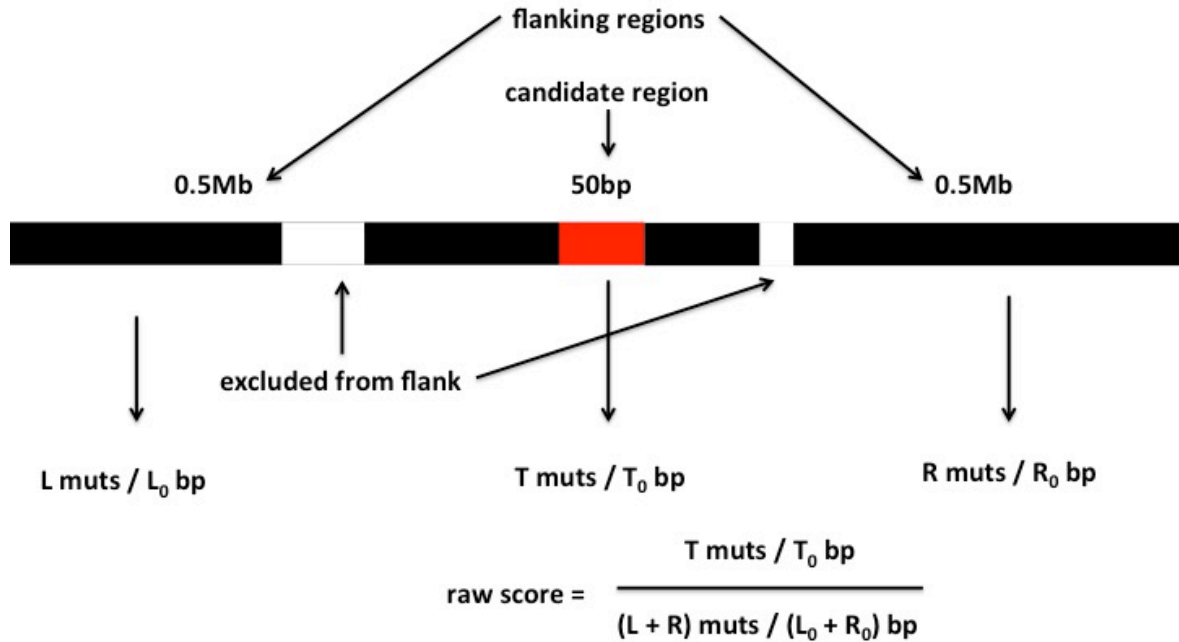 flanking regions
candidate region
0.5Mb 50bp 0.5Mb
excluded from flank
L muts / L₀ bp T muts / T₀ bp R muts / R₀ bp
T muts / T₀ bp
raw score =
(L + R) muts / (L₀ + R₀) bp